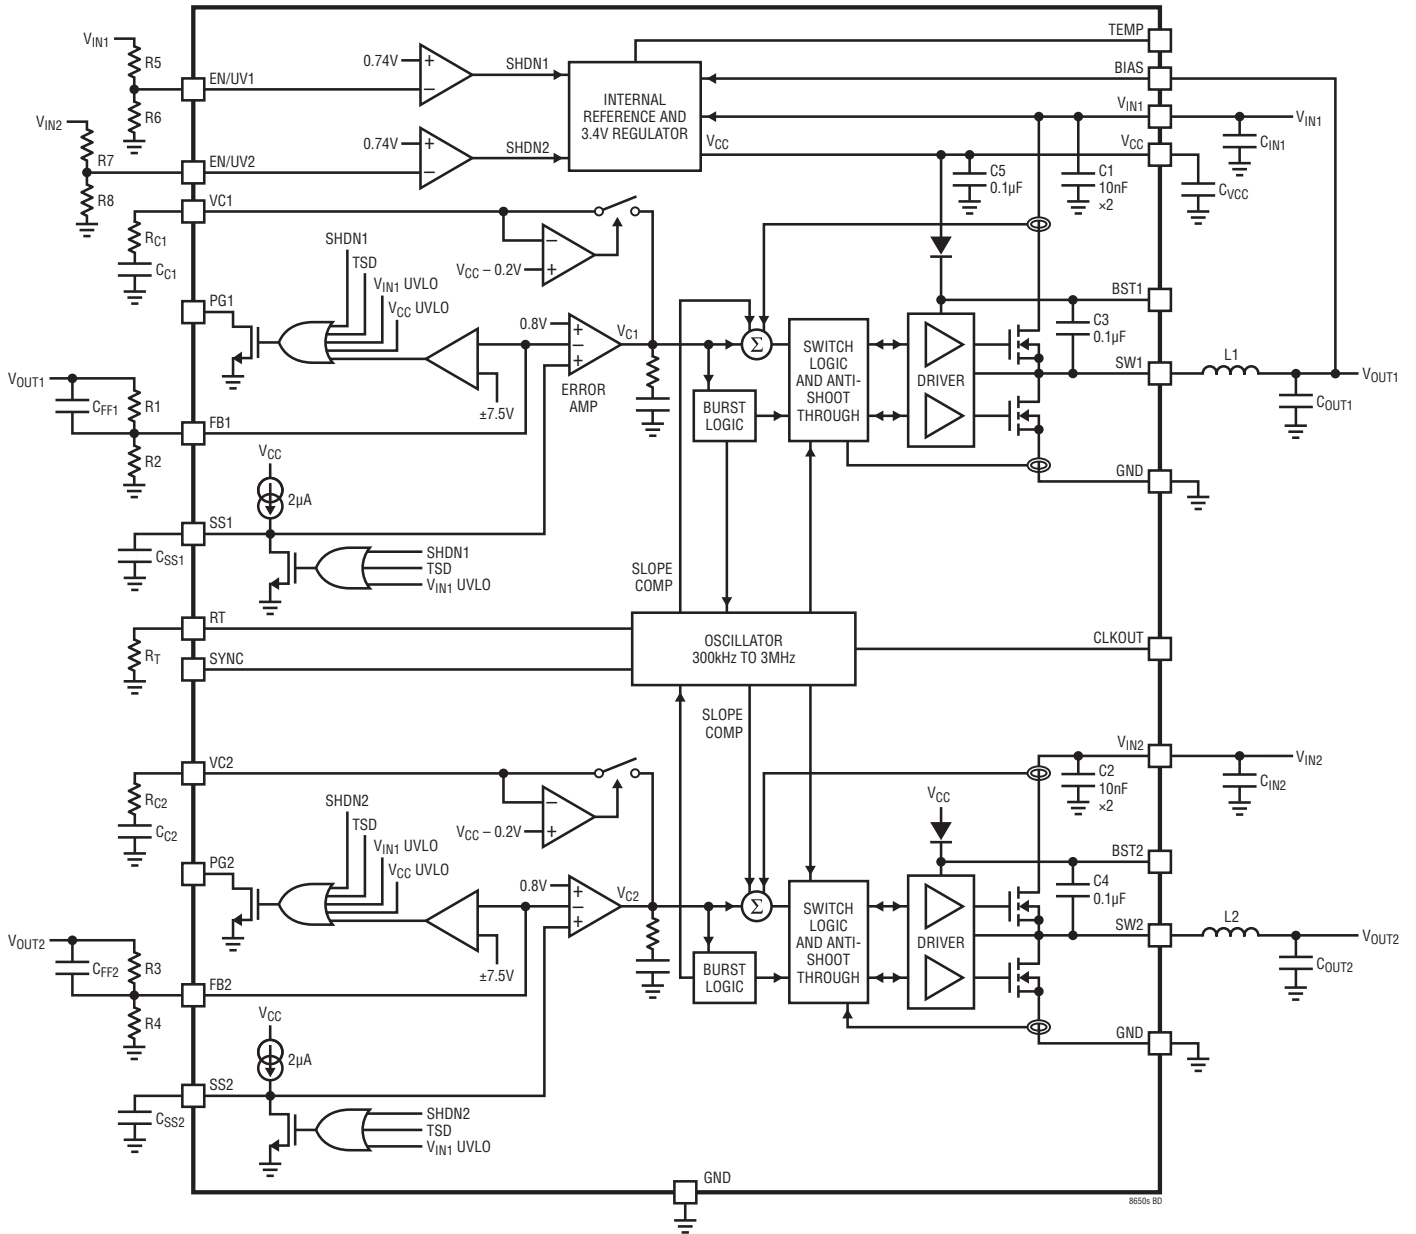 TEMP
BIAS
VIN1
VIN1
VCC
VCC
CIN1
CVCC
VIN1
R5
R6
EN/UV1
0.74V
+
−
SHDN1
INTERNAL
REFERENCE AND
3.4V REGULATOR
VIN2
R7
R8
EN/UV2
0.74V
+
−
SHDN2
C5
0.1µF
C1
10nF
×2
VC1
RC1
CC1
−
+
VCC – 0.2V
SHDN1
TSD
VIN1 UVLO
VCC UVLO
PG1
±7.5V
0.8V
+
−
+
ERROR
AMP
VC1
Σ
BURST
LOGIC
SWITCH
LOGIC
AND ANTI-
SHOOT
THROUGH
DRIVER
BST1
C3
0.1µF
SW1
L1
VOUT1
COUT1
GND
VOUT1
CFF1
R1
R2
FB1
VCC
2µA
SS1
CSS1
SHDN1
TSD
VIN1 UVLO
SLOPE
COMP
RT
RT
SYNC
OSCILLATOR
300kHz TO 3MHz
CLKOUT
SLOPE
COMP
VIN2
VIN2
CIN2
C2
10nF
×2
VC2
RC2
CC2
−
+
VCC – 0.2V
SHDN2
TSD
VIN1 UVLO
VCC UVLO
PG2
±7.5V
0.8V
+
−
+
VC2
Σ
BURST
LOGIC
SWITCH
LOGIC
AND ANTI-
SHOOT
THROUGH
DRIVER
VCC
BST2
C4
0.1µF
SW2
L2
VOUT2
COUT2
GND
VOUT2
CFF2
R3
R4
FB2
VCC
2µA
SS2
CSS2
SHDN2
TSD
VIN1 UVLO
GND
8650s BD